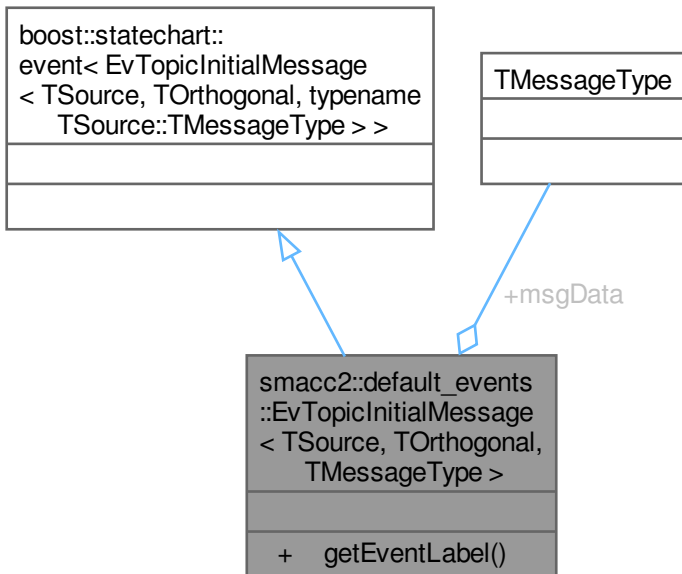 boost::statechart::
event< EvTopicInitialMessage
< TSource, TOrthogonal, typename
TSource::TMessageType > >
TMessageType
+msgData
smacc2::default_events
::EvTopicInitialMessage
< TSource, TOrthogonal,
TMessageType >
+ getEventLabel()